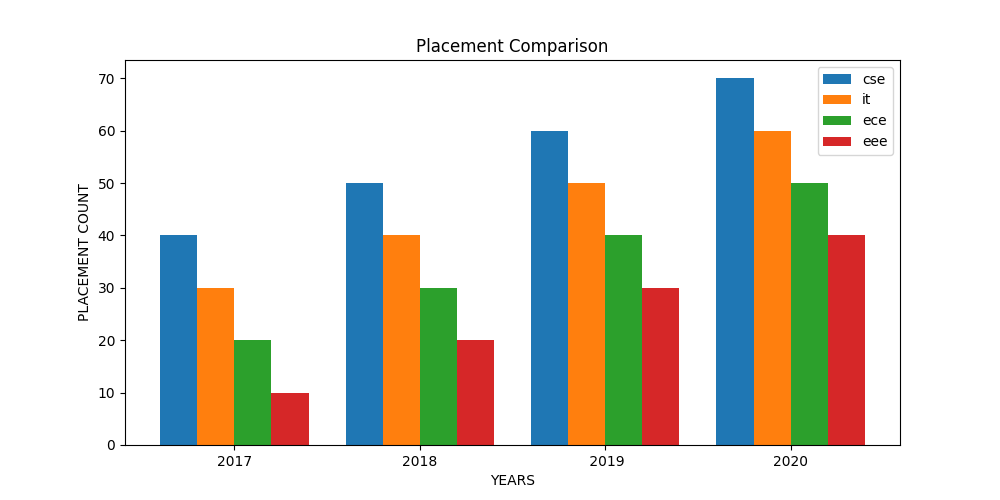 Placement Comparison
cse
it
ece
eee
PLACEMENT COUNT
70
60
50
40
30
20
10
0
2017 2018 2019 2020
YEARS